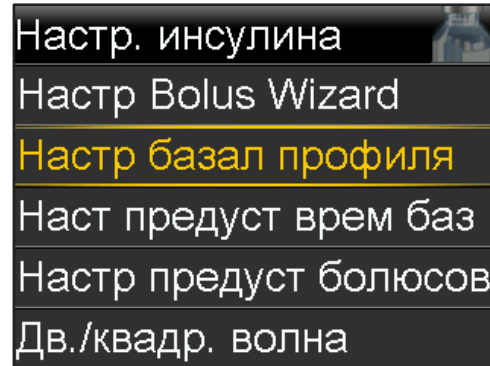 Настр. инсулина
Настр Bolus Wizard
Настр базал профиля
Наст предуст врем баз
Настр предуст болюсов
Дв./квадр. волна